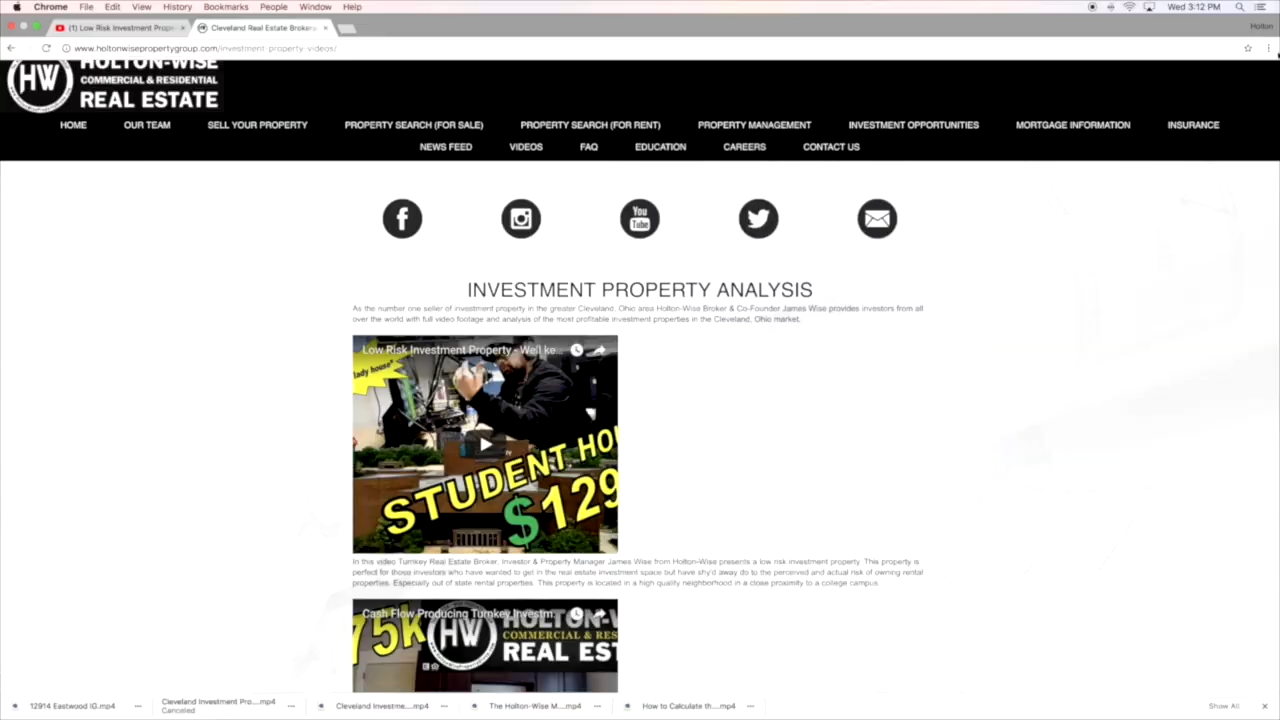 Chrome File Edit View History Bookmarks People Window Help Wed 3:12 PM
(1) Low Risk Investment Prop Cleveland Real Estate Broker Holton
www.holtonwisepropertygroup.com/investment-property-videos/
HW HOLTON-WISE
COMMERCIAL & RESIDENTIAL
REAL ESTATE
HOME OUR TEAM SELL YOUR PROPERTY PROPERTY SEARCH (FOR SALE) PROPERTY SEARCH (FOR RENT) PROPERTY MANAGEMENT INVESTMENT OPPORTUNITIES MORTGAGE INFORMATION INSURANCE
NEWS FEED VIDEOS FAQ EDUCATION CAREERS CONTACT US
You
Tube
INVESTMENT PROPERTY ANALYSIS
As the number one seller of investment property in the greater Cleveland, Ohio area Holton-Wise Broker & Co-Founder James Wise provides investors from all
over the world with full video footage and analysis of the most profitable investment properties in the Cleveland, Ohio market.
Low Risk Investment Property - We'll ke...
lady house"
STUDENT HOU
$129
In this video Turnkey Real Estate Broker, Investor & Property Manager James Wise from Holton-Wise presents a low risk investment property. This property is
perfect for those investors who have wanted to get in the real estate investment space but have shy'd away do to the perceived and actual risk of owning rental
properties. Especially out of state rental properties. This property is located in a high quality neighborhood in a close proximity to a college campus.
Cash Flow Producing Turnkey Investm...
75k HW HOLTON-W
COMMERCIAL & RES
REAL EST
12914 Eastwood IG.mp4 Cleveland Investment Pro....mp4 Cleveland Investme....mp4 The Holton-Wise M....mp4 How to Calculate th....mp4 Show All
Canceled